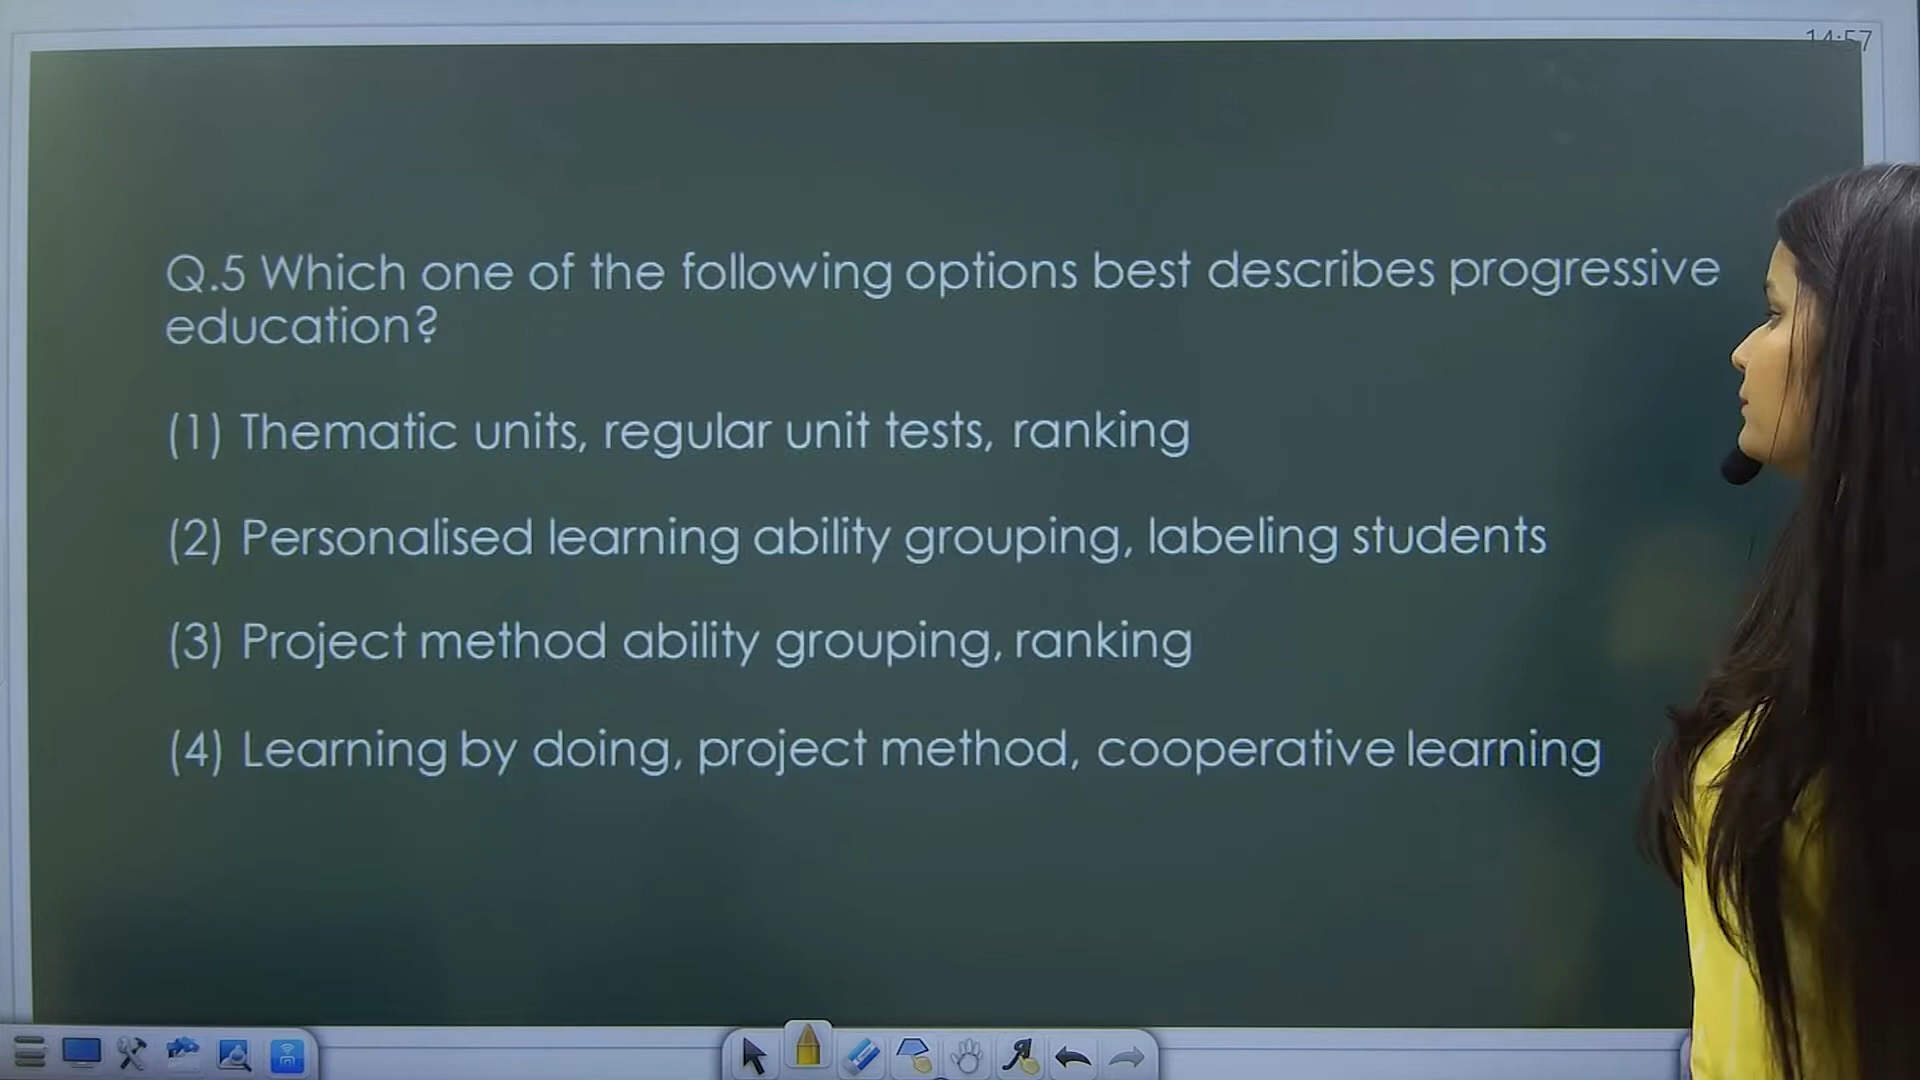 14:57
Q.5 Which one of the following options best describes progressive
education?
(1) Thematic units, regular unit tests, ranking
(2) Personalised learning ability grouping, labeling students
(3) Project method ability grouping, ranking
(4) Learning by doing, project method, cooperative learning